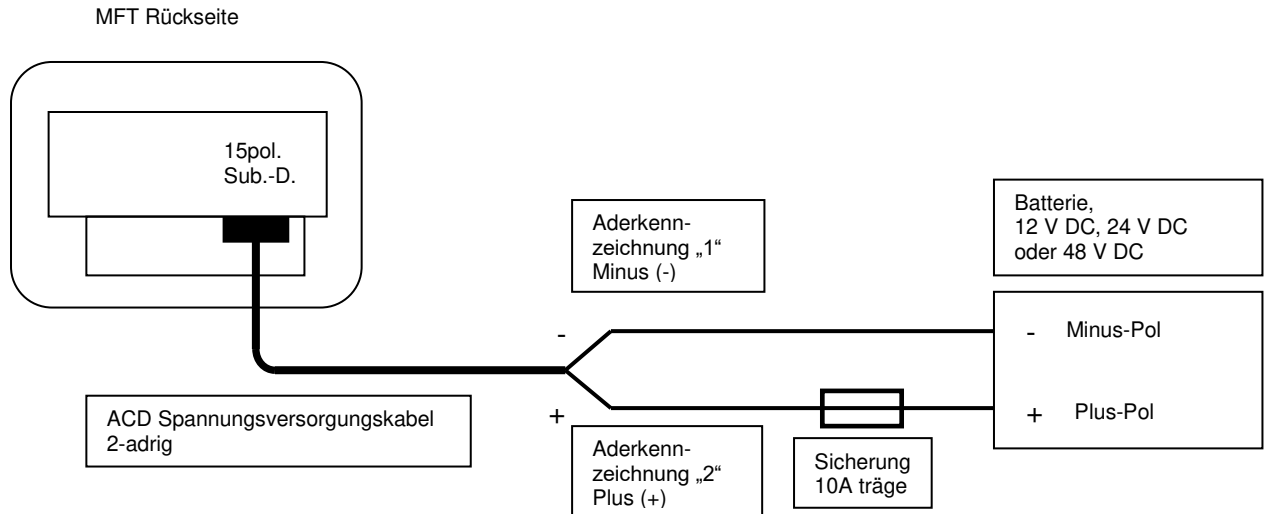 MFT Rückseite
15pol.
Sub.-D.
Aderkenn-
zeichnung „1“
Minus (-)
Batterie,
12 V DC, 24 V DC
oder 48 V DC
-
- Minus-Pol
+
+ Plus-Pol
ACD Spannungsversorgungskabel
2-adrig
Aderkenn-
zeichnung „2“
Plus (+)
Sicherung
10A träge